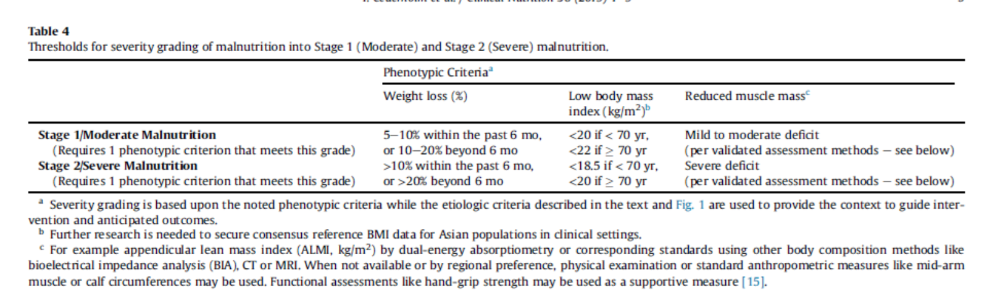 Table 4
Thresholds for severity grading of malnutrition into Stage 1 (Moderate) and Stage 2 (Severe) malnutrition.
Phenotypic Criteriaᵃ
Weight loss (%) Low body mass Reduced muscle massᶜ
index (kg/m²)ᵇ
Stage 1/Moderate Malnutrition 5–10% within the past 6 mo, <20 if < 70 yr, Mild to moderate deficit
(Requires 1 phenotypic criterion that meets this grade) or 10–20% beyond 6 mo <22 if ≥ 70 yr (per validated assessment methods – see below)
Stage 2/Severe Malnutrition >10% within the past 6 mo, <18.5 if < 70 yr, Severe deficit
(Requires 1 phenotypic criterion that meets this grade) or >20% beyond 6 mo <20 if ≥ 70 yr (per validated assessment methods – see below)
ᵃ Severity grading is based upon the noted phenotypic criteria while the etiologic criteria described in the text and Fig. 1 are used to provide the context to guide inter-
vention and anticipated outcomes.
ᵇ Further research is needed to secure consensus reference BMI data for Asian populations in clinical settings.
ᶜ For example appendicular lean mass index (ALMI, kg/m²) by dual-energy absorptiometry or corresponding standards using other body composition methods like
bioelectrical impedance analysis (BIA), CT or MRI. When not available or by regional preference, physical examination or standard anthropometric measures like mid-arm
muscle or calf circumferences may be used. Functional assessments like hand-grip strength may be used as a supportive measure [15].